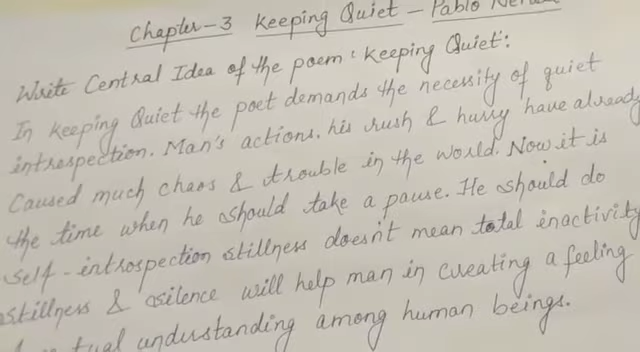 Chapter-3 Keeping Quiet - Pablo
Write Central Idea of the poem 'Keeping Quiet':
In Keeping Quiet the poet demands the necessity of quiet
introspection. Man's actions. his rush & hurry have already
Caused much chaos & trouble in the world. Now it is
the time when he should take a pause. He should do
self-introspection stillness doesn't mean total inactivity
stillness & silence will help man in creating a feeling
understanding among human beings.